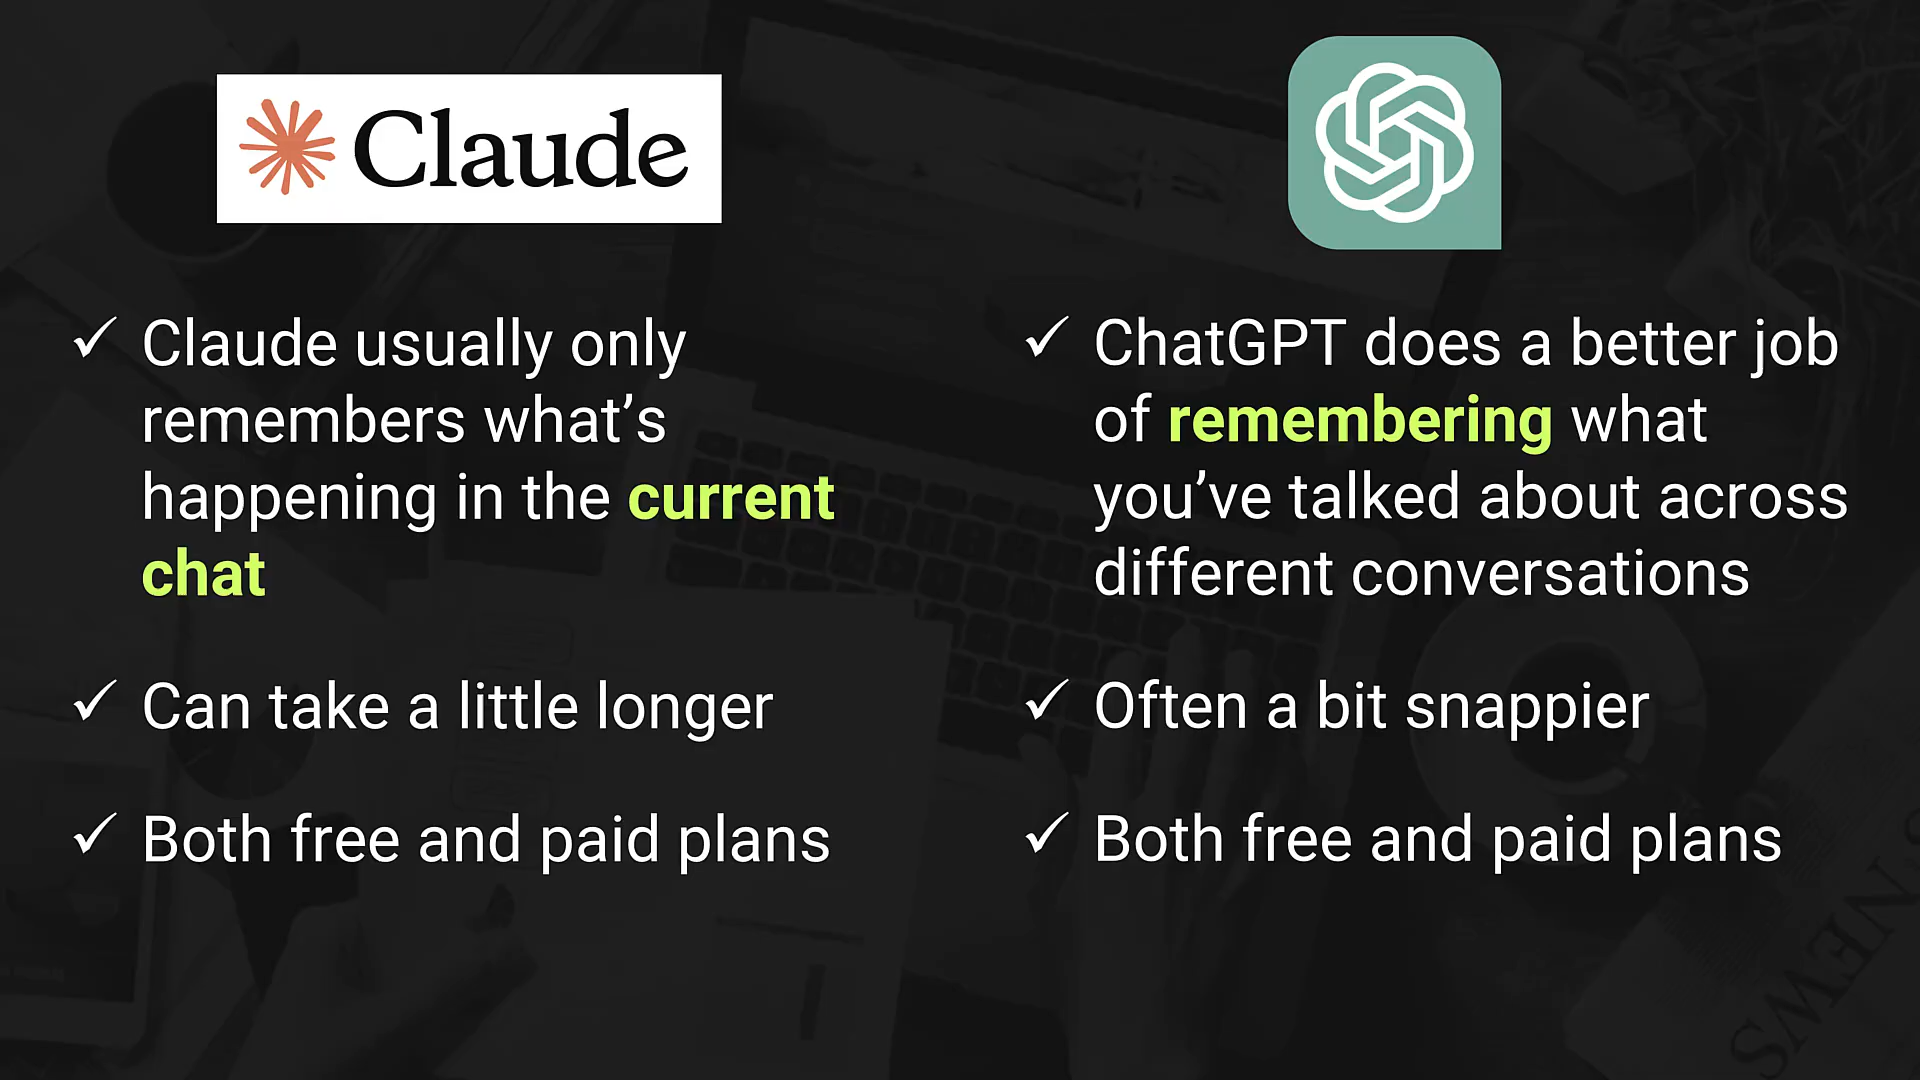 Claude
Claude usually only
remembers what’s
happening in the current
chat
Can take a little longer
Both free and paid plans
ChatGPT does a better job
of remembering what
you’ve talked about across
different conversations
Often a bit snappier
Both free and paid plans
NEWS